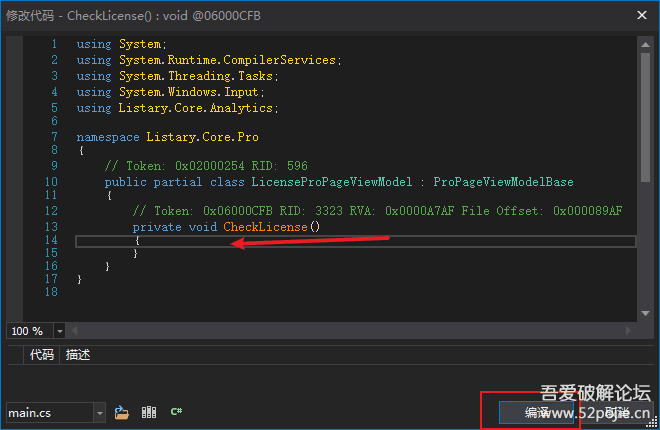 修改代码 - CheckLicense() : void @06000CFB
1 using System;
2 using System.Runtime.CompilerServices;
3 using System.Threading.Tasks;
4 using System.Windows.Input;
5 using Listary.Core.Analytics;
6
7 namespace Listary.Core.Pro
8 {
9 // Token: 0x02000254 RID: 596
10 public partial class LicenseProPageViewModel : ProPageViewModelBase
11 {
12 // Token: 0x06000CFB RID: 3323 RVA: 0x0000A7AF File Offset: 0x000089AF
13 private void CheckLicense()
14 {
15 }
16 }
17 }
18
100 %
代码 描述
main.cs C# 编译 取消
吾爱破解论坛
www.52pojie.cn